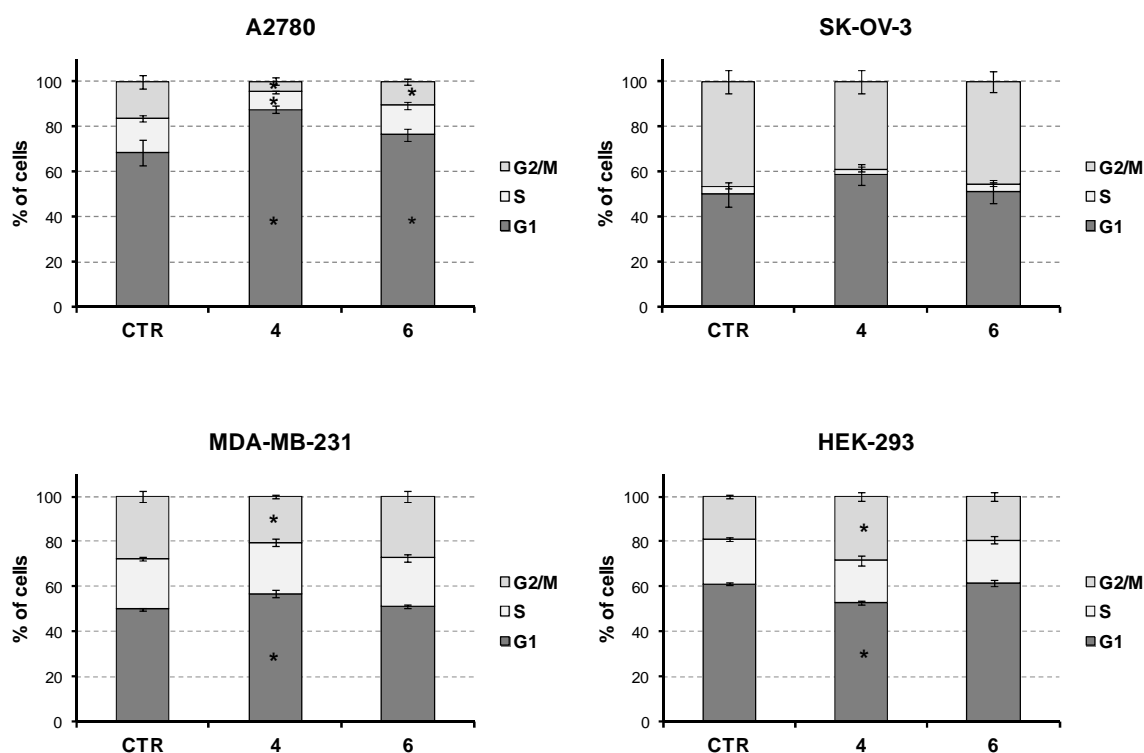 A2780
% of cells
100
80
60
40
20
0
*
*
*
*
*
CTR 4 6
G2/M
S
G1
SK-OV-3
% of cells
100
80
60
40
20
0
CTR 4 6
G2/M
S
G1
MDA-MB-231
% of cells
100
80
60
40
20
0
*
*
CTR 4 6
G2/M
S
G1
HEK-293
% of cells
100
80
60
40
20
0
*
*
CTR 4 6
G2/M
S
G1